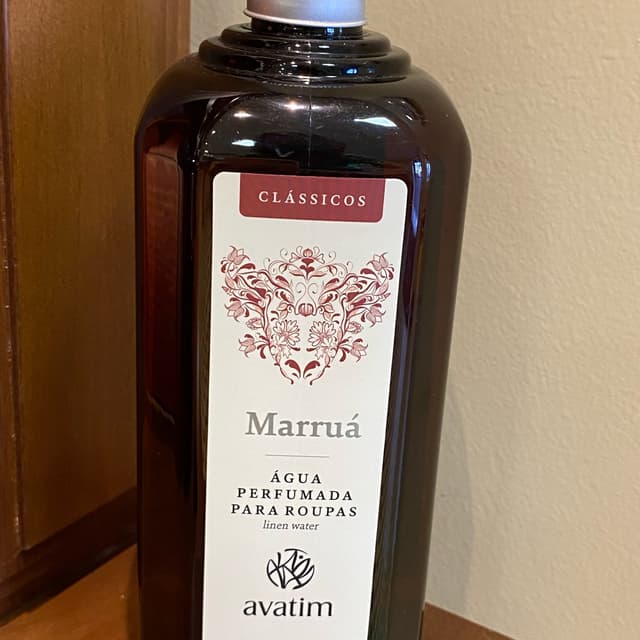 CLÁSSICOS
Marruá
ÁGUA
PERFUMADA
PARA ROUPAS
linen water
avatim